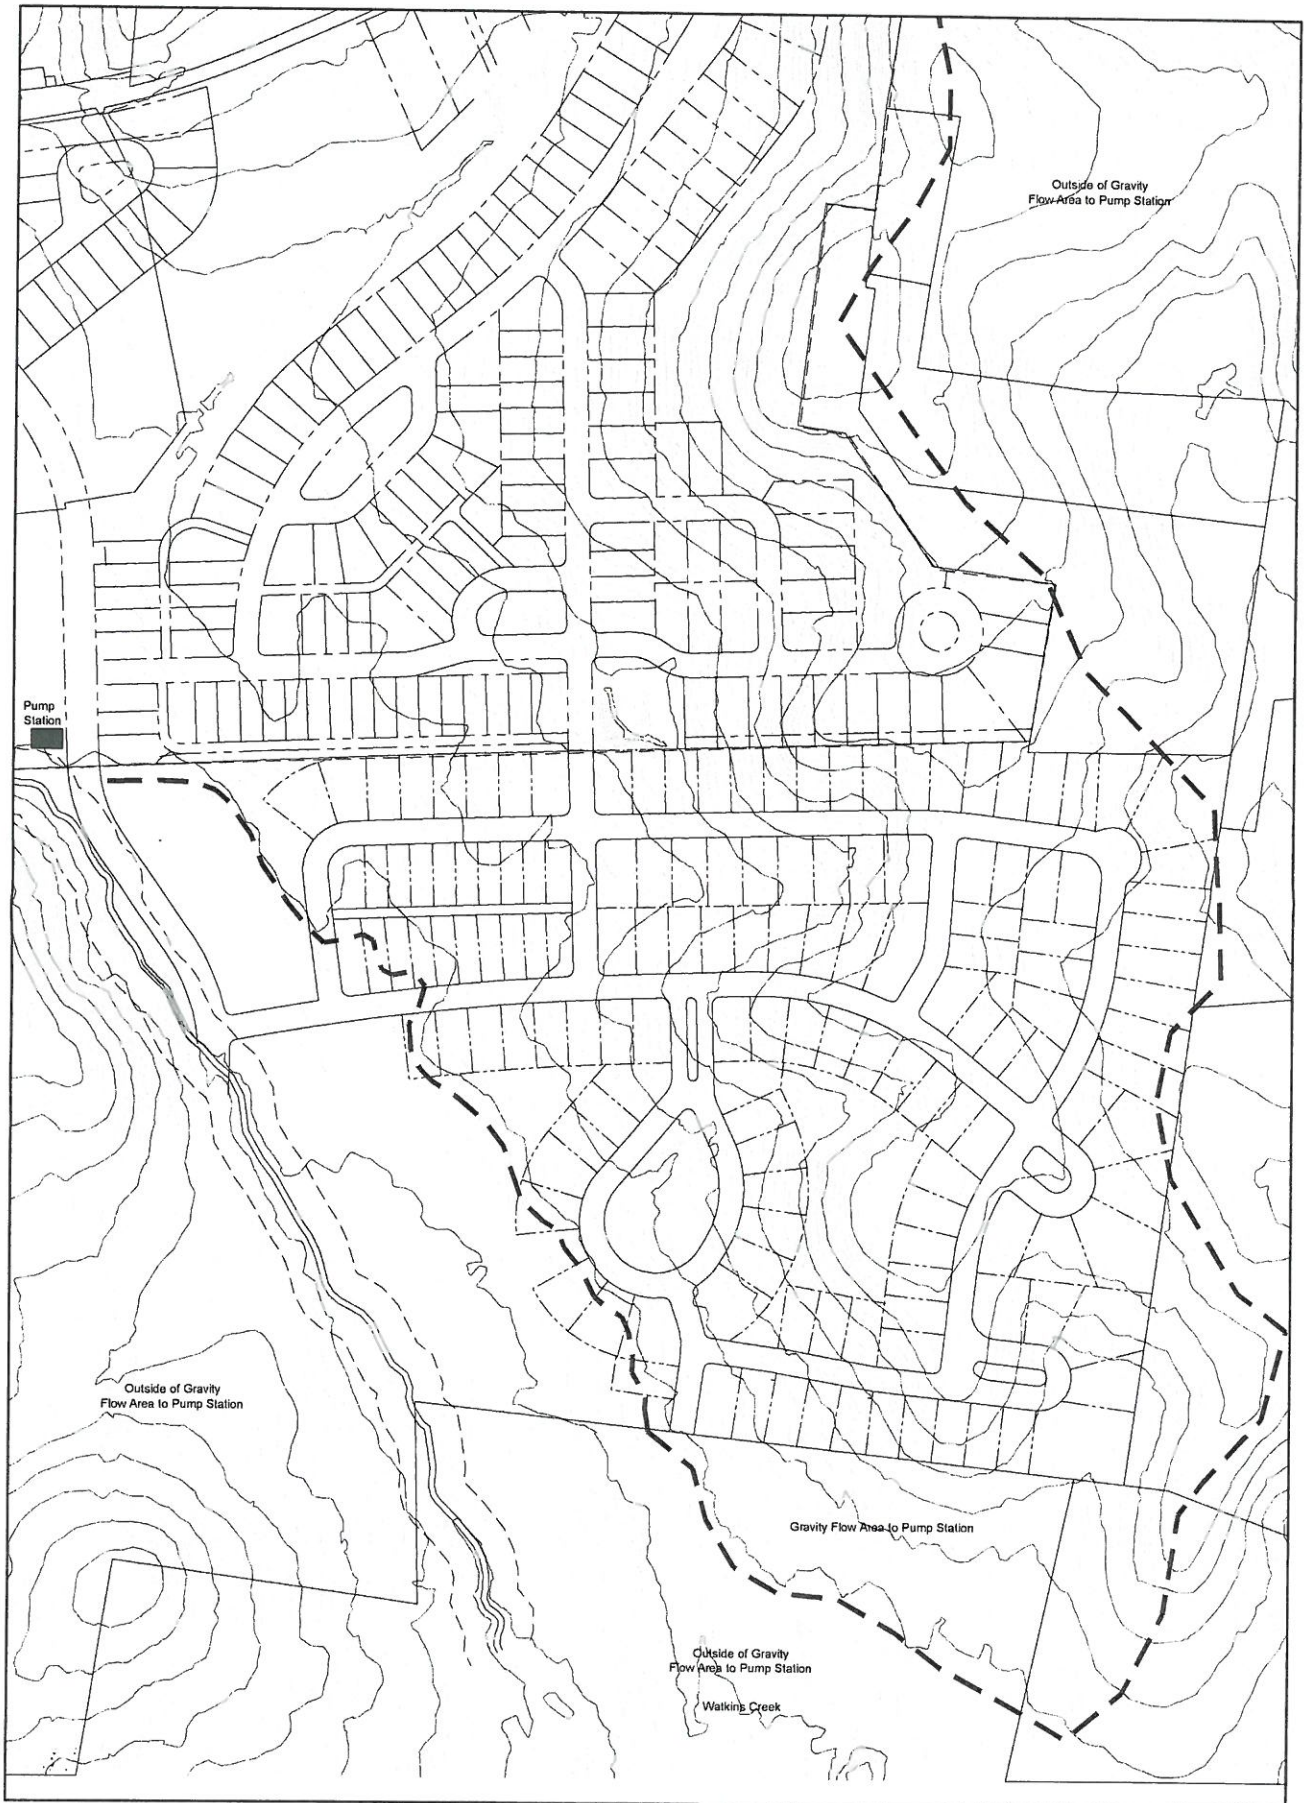 Outside of Gravity
Flow Area to Pump Station
Pump
Station
Outside of Gravity
Flow Area to Pump Station
Gravity Flow Area to Pump Station
Outside of Gravity
Flow Area to Pump Station
Watkins Creek